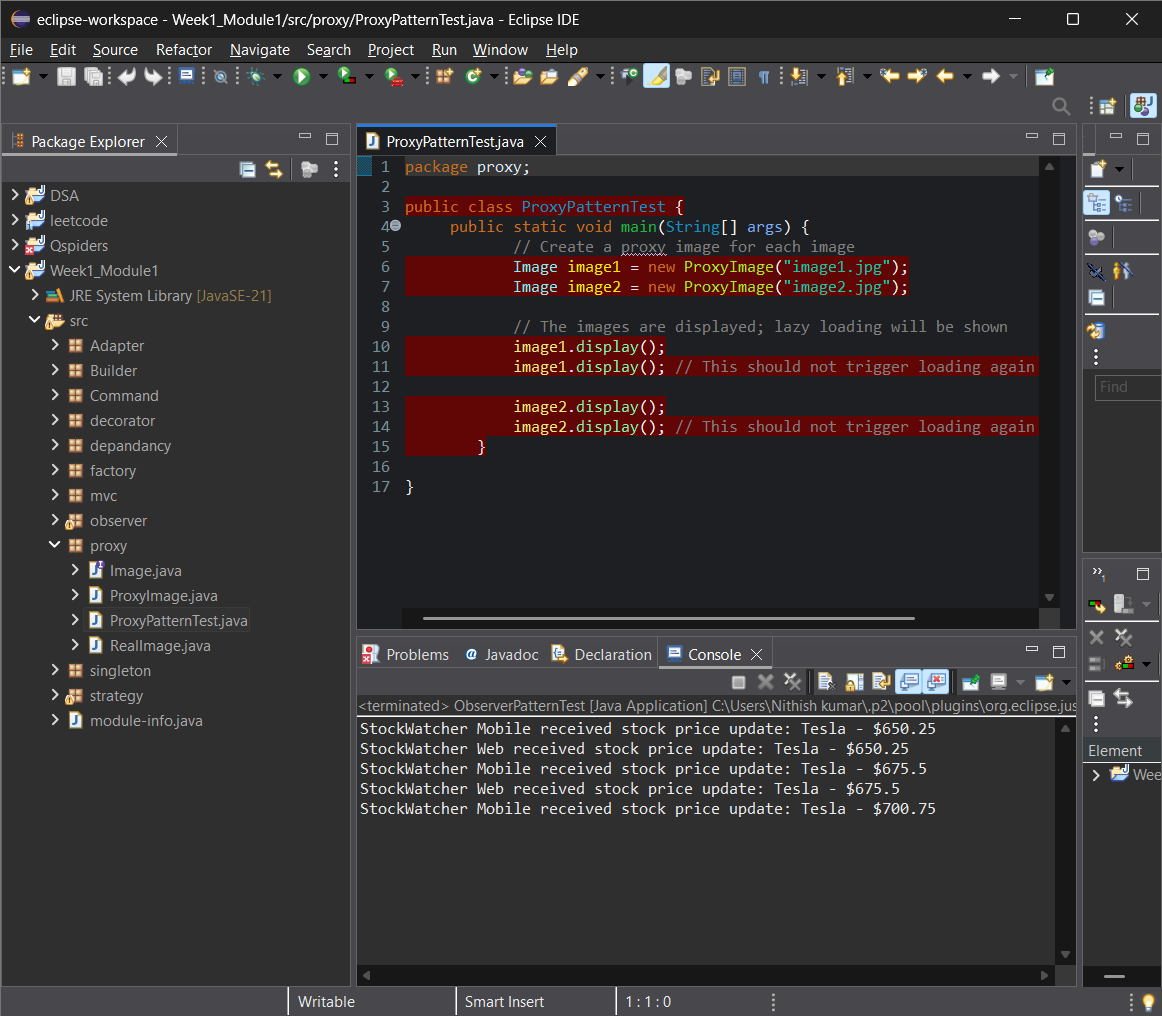 eclipse-workspace - Week1_Module1/src/proxy/ProxyPatternTest.java - Eclipse IDE
File Edit Source Refactor Navigate Search Project Run Window Help
Package Explorer
DSA
leetcode
Qspiders
Week1_Module1
JRE System Library [JavaSE-21]
src
Adapter
Builder
Command
decorator
depandancy
factory
mvc
observer
proxy
Image.java
ProxyImage.java
ProxyPatternTest.java
RealImage.java
singleton
strategy
module-info.java
ProxyPatternTest.java
1 package proxy;
2
3 public class ProxyPatternTest {
4 public static void main(String[] args) {
5 // Create a proxy image for each image
6 Image image1 = new ProxyImage("image1.jpg");
7 Image image2 = new ProxyImage("image2.jpg");
8
9 // The images are displayed; lazy loading will be shown
10 image1.display();
11 image1.display(); // This should not trigger loading again
12
13 image2.display();
14 image2.display(); // This should not trigger loading again
15 }
16
17 }
Problems Javadoc Declaration Console
<terminated> ObserverPatternTest [Java Application] C:\Users\Nithish kumar\.p2\pool\plugins\org.eclipse.jus
StockWatcher Mobile received stock price update: Tesla - $650.25
StockWatcher Web received stock price update: Tesla - $650.25
StockWatcher Mobile received stock price update: Tesla - $675.5
StockWatcher Web received stock price update: Tesla - $675.5
StockWatcher Mobile received stock price update: Tesla - $700.75
Find
Element
Wee
Writable Smart Insert 1 : 1 : 0